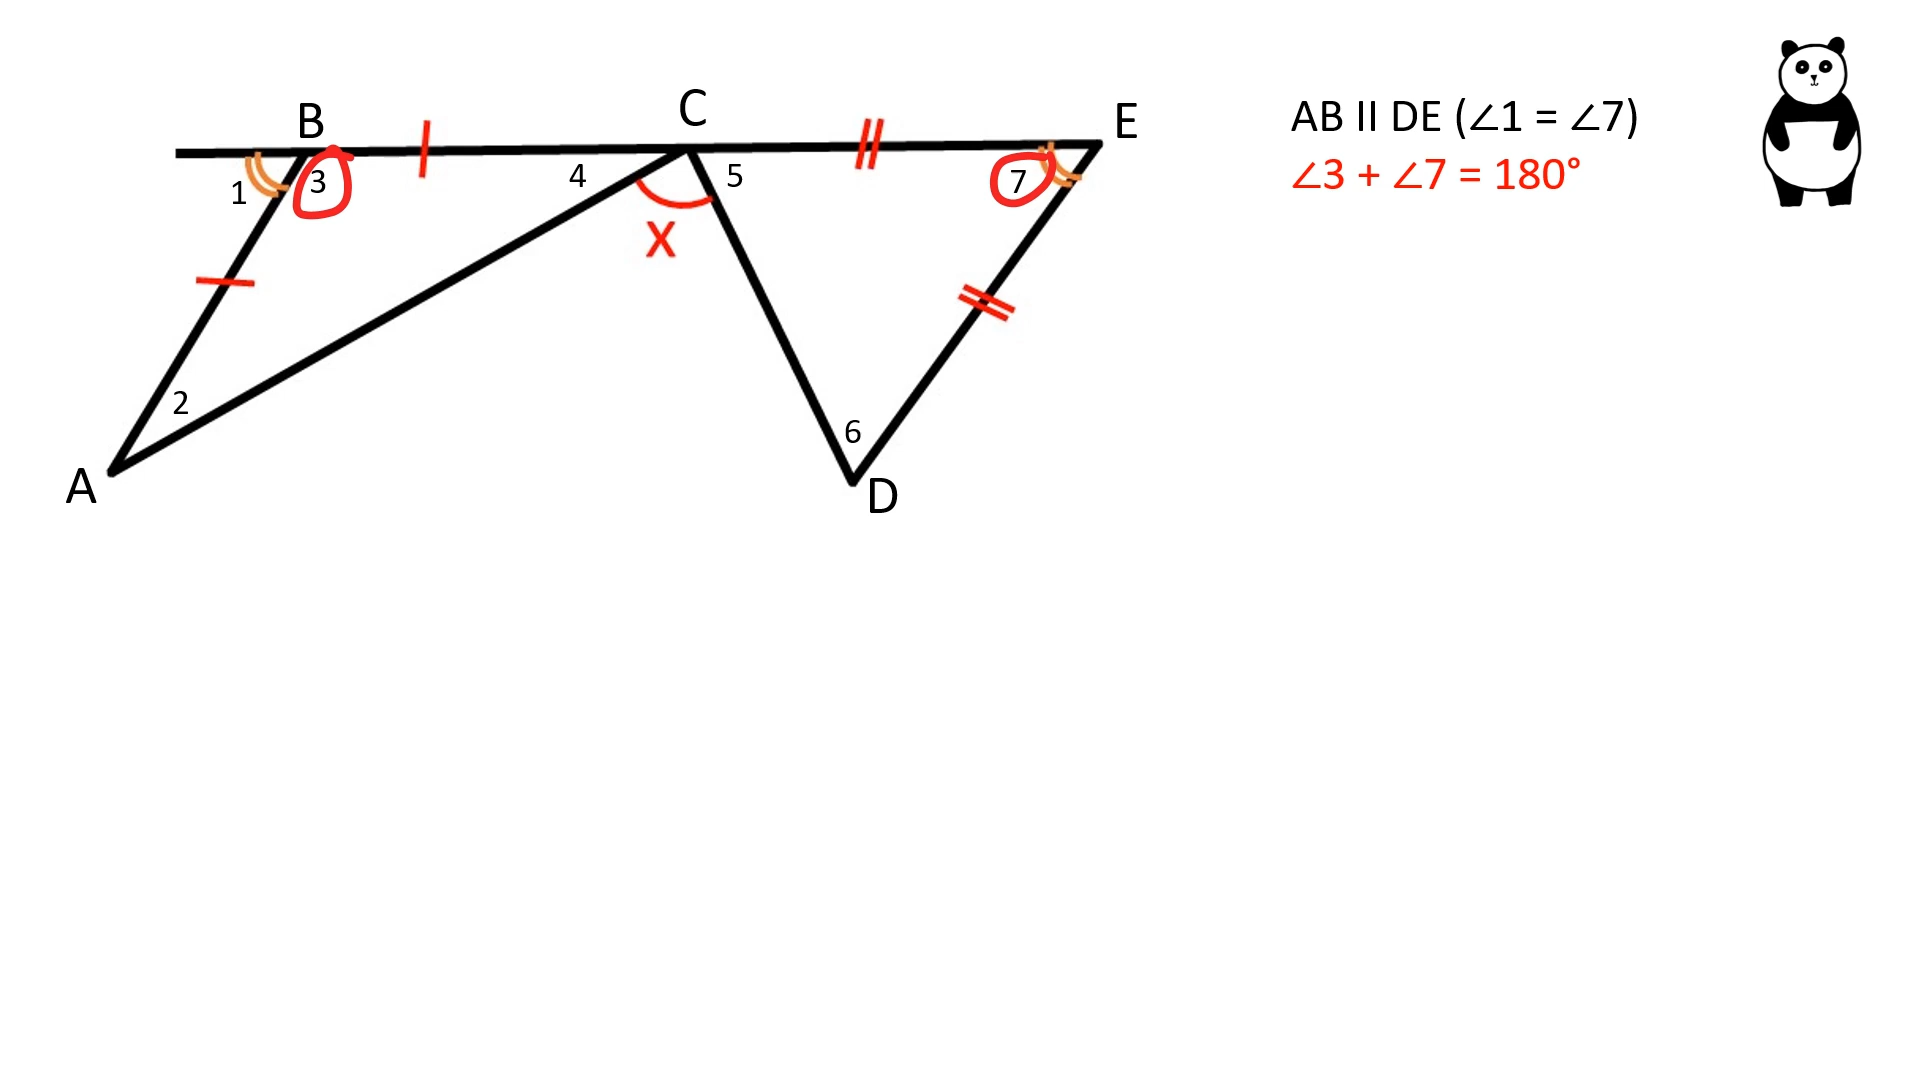 B
C
E
AB II DE (∠1 = ∠7)
1
3
4
5
7
∠3 + ∠7 = 180°
X
2
6
A
D